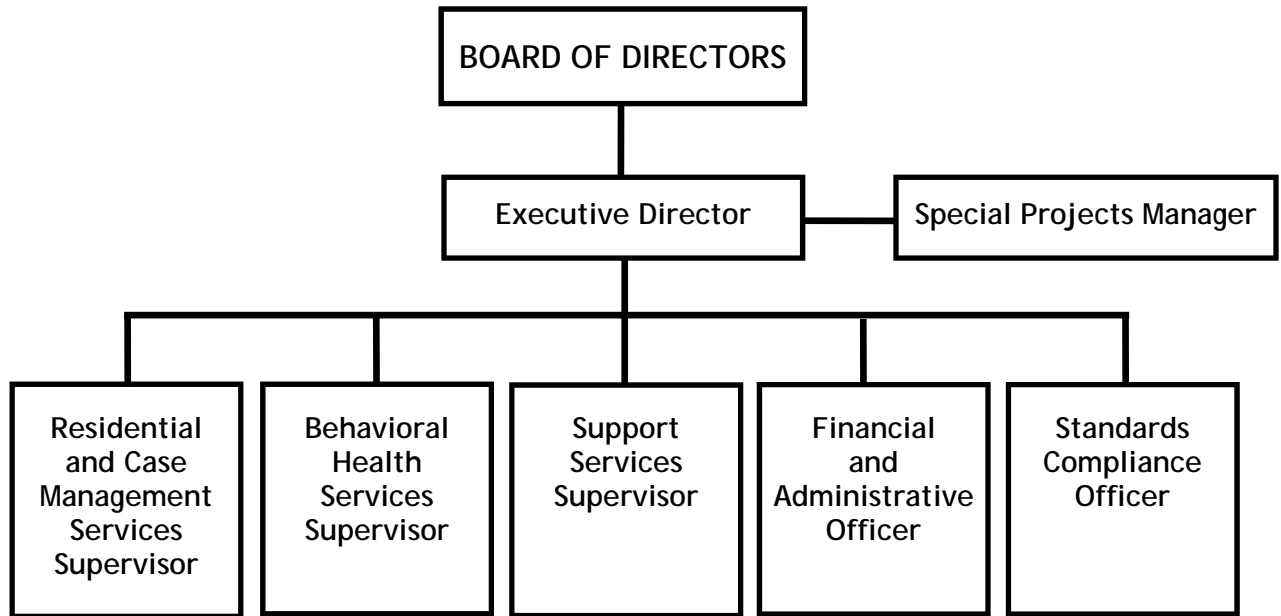 BOARD OF DIRECTORS
Executive Director
Special Projects Manager
Residential
and Case
Management
Services
Supervisor
Behavioral
Health
Services
Supervisor
Support
Services
Supervisor
Financial
and
Administrative
Officer
Standards
Compliance
Officer